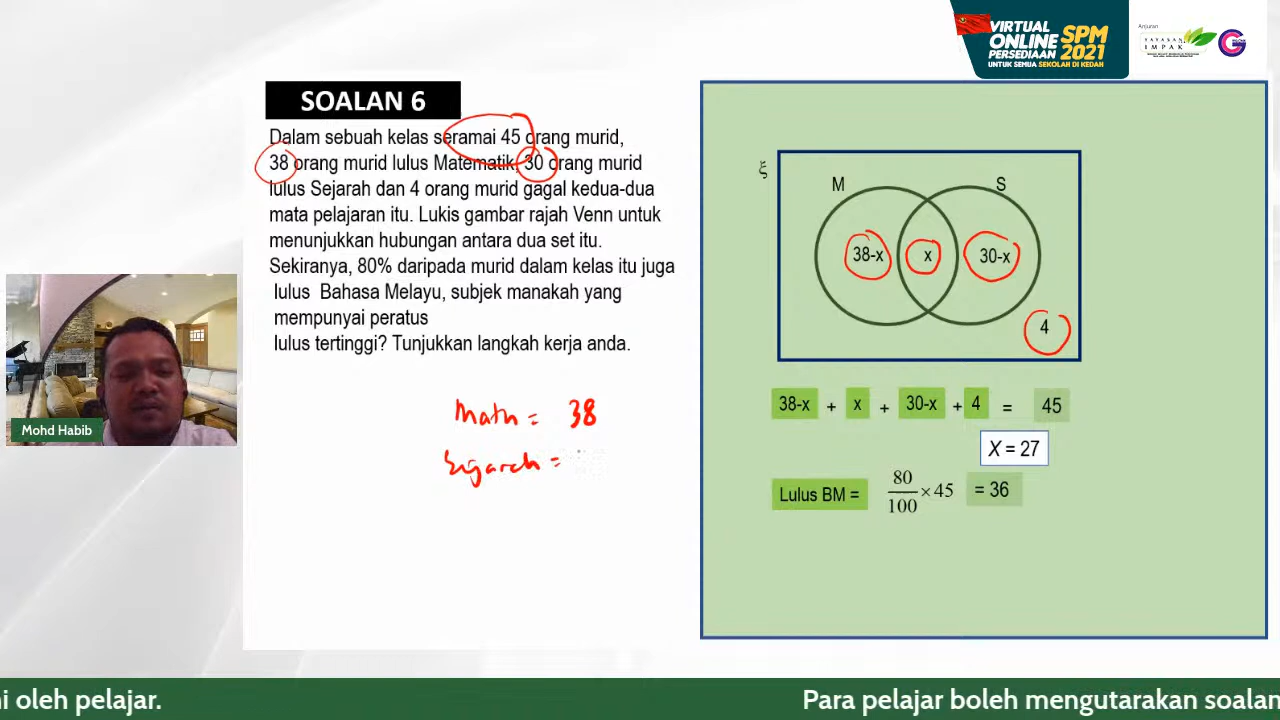 VIRTUAL
ONLINE
PERSEDIAAN
SPM
2021
UNTUK SEMUA SEKOLAH DI KEDAH
Anjuran
YAYASAN
IMPAK
G
SOALAN 6
Dalam sebuah kelas seramai 45 orang murid,
38 orang murid lulus Matematik, 30 orang murid
lulus Sejarah dan 4 orang murid gagal kedua-dua
mata pelajaran itu. Lukis gambar rajah Venn untuk
menunjukkan hubungan antara dua set itu.
Sekiranya, 80% daripada murid dalam kelas itu juga
lulus Bahasa Melayu, subjek manakah yang
mempunyai peratus
lulus tertinggi? Tunjukkan langkah kerja anda.
Math = 38
Sejarah =
ξ
M S
38-x x 30-x
4
38-x + x + 30-x + 4 = 45
X = 27
Lulus BM = 80/100 × 45 = 36
Mohd Habib
i oleh pelajar. Para pelajar boleh mengutarakan soalan